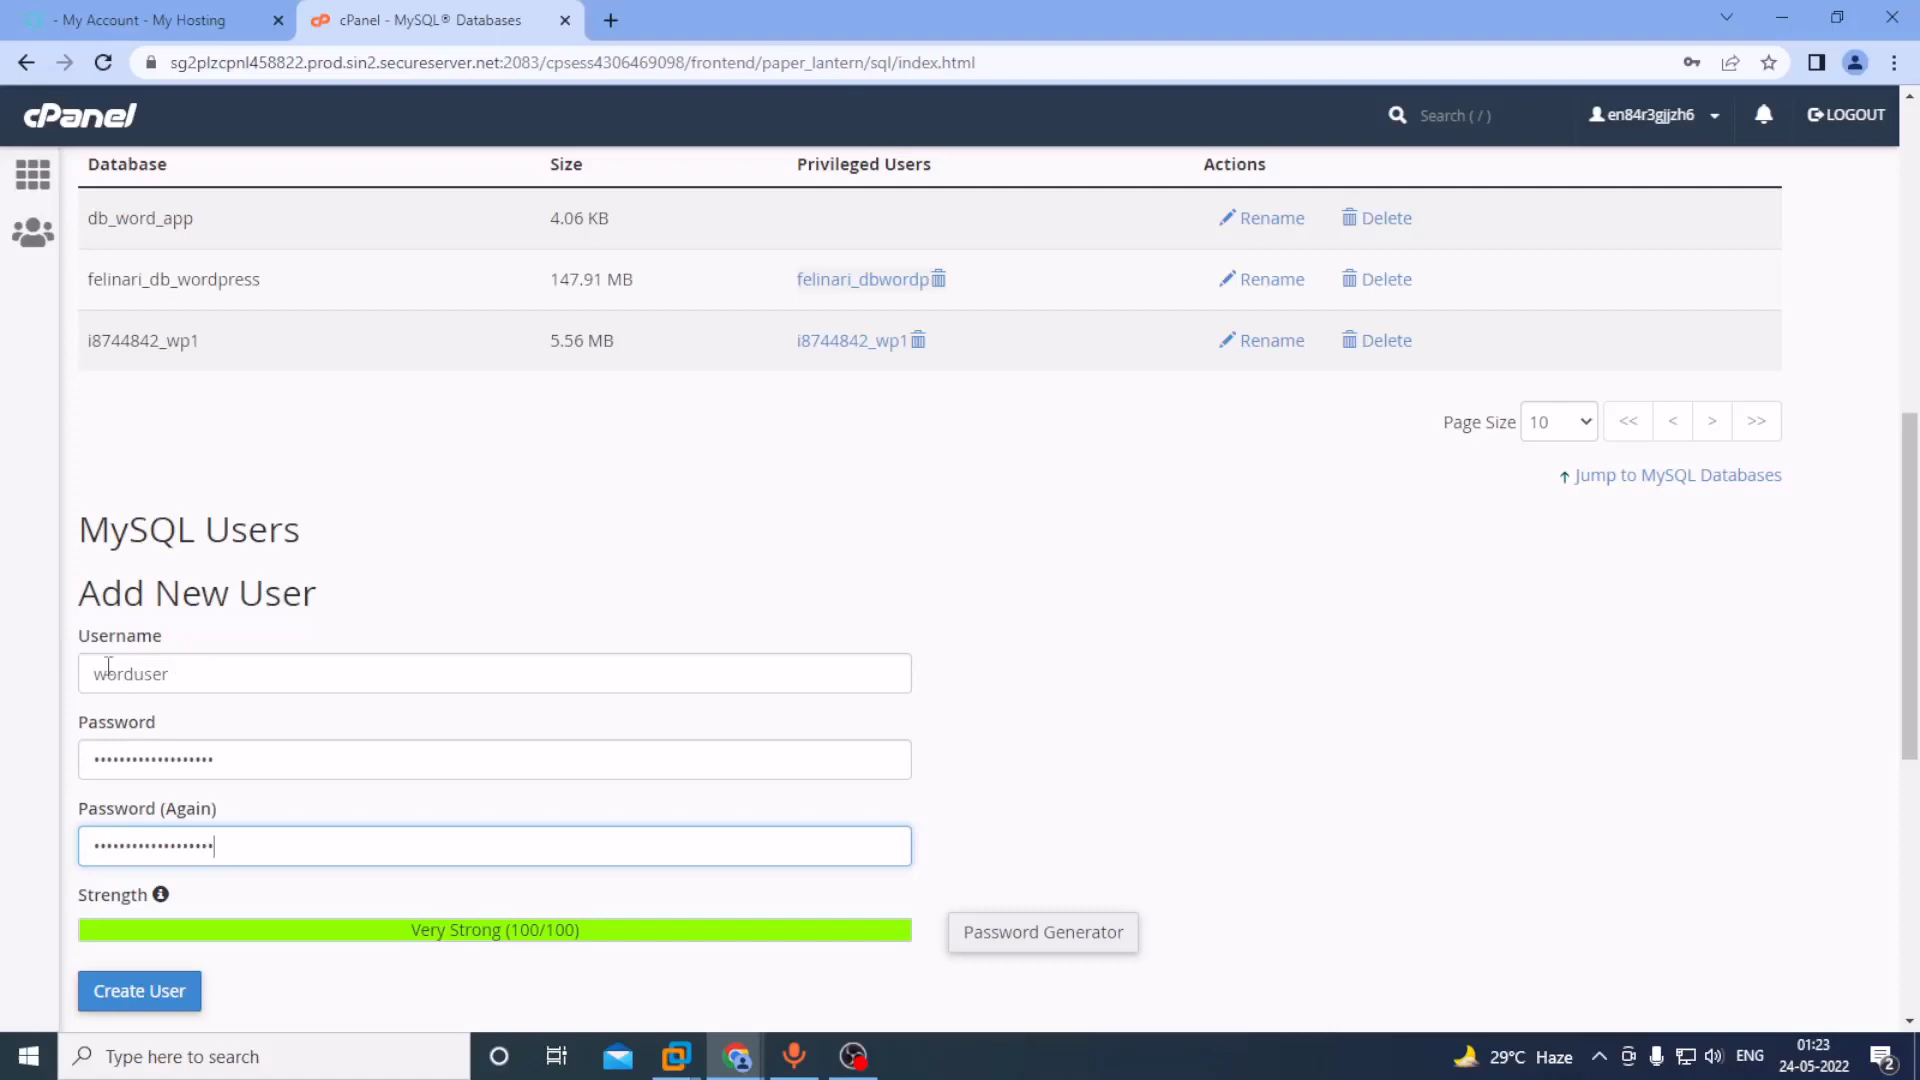 - My Account - My Hosting
cPanel - MySQL® Databases
sg2plzcpnl458822.prod.sin2.secureserver.net:2083/cpsess4306469098/frontend/paper_lantern/sql/index.html
cPanel
Search ( / )
en84r3gjjzh6
LOGOUT
Database Size Privileged Users Actions
db_word_app 4.06 KB Rename Delete
felinari_db_wordpress 147.91 MB felinari_dbwordp Rename Delete
i8744842_wp1 5.56 MB i8744842_wp1 Rename Delete
Page Size 10 << < > >>
Jump to MySQL Databases
MySQL Users
Add New User
Username
worduser
Password
Password (Again)
Strength
Very Strong (100/100)
Password Generator
Create User
Type here to search
29°C Haze
ENG
01:23
24-05-2022
2